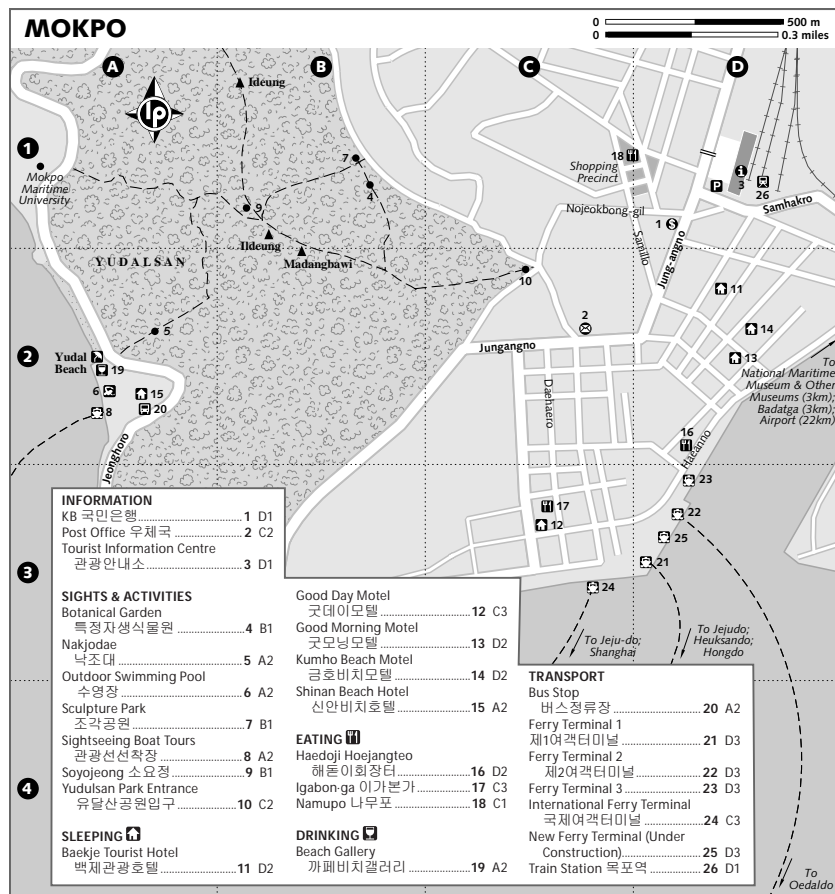 MOKPO
0 500 m
0 0.3 miles
A
B
C
D
1
2
3
4
lp
Ideung
Mokpo
Maritime
University
7
4
9
Ildeung
Madangbawi
YUDALSAN
5
10
18
Shopping
Precinct
Nojeokbong-gil
Samillo
1
Jung-angno
P
3
26
Samhakro
11
14
13
2
Jungangno
Daehaero
Yudal
Beach
19
6
15
8
20
Jeonghoro
To
National Maritime
Museum & Other
Museums (3km);
Badatga (3km);
Airport (22km)
16
Haeanno
23
22
25
21
17
12
24
To Jeju-do;
Shanghai
To Jejudo;
Heuksando;
Hongdo
To
Oedaldo
INFORMATION
KB 국민은행 1 D1
Post Office 우체국 2 C2
Tourist Information Centre
관광안내소 3 D1
SIGHTS & ACTIVITIES
Botanical Garden
특정자생식물원 4 B1
Nakjodae
낙조대 5 A2
Outdoor Swimming Pool
수영장 6 A2
Sculpture Park
조각공원 7 B1
Sightseeing Boat Tours
관광선선착장 8 A2
Soyojeong 소요정 9 B1
Yudulsan Park Entrance
유달산공원입구 10 C2
SLEEPING
Baekje Tourist Hotel
백제관광호텔 11 D2
Good Day Motel
굿데이모텔 12 C3
Good Morning Motel
굿모닝모텔 13 D2
Kumho Beach Motel
금호비치모텔 14 D2
Shinan Beach Hotel
신안비치호텔 15 A2
EATING
Haedoji Hoejangteo
해돋이회장터 16 D2
Igabon·ga 이가본가 17 C3
Namupo 나무포 18 C1
DRINKING
Beach Gallery
까페비치갤러리 19 A2
TRANSPORT
Bus Stop
버스정류장 20 A2
Ferry Terminal 1
제1여객터미널 21 D3
Ferry Terminal 2
제2여객터미널 22 D3
Ferry Terminal 3 23 D3
International Ferry Terminal
국제여객터미널 24 C3
New Ferry Terminal (Under
Construction) 25 D3
Train Station 목포역 26 D1